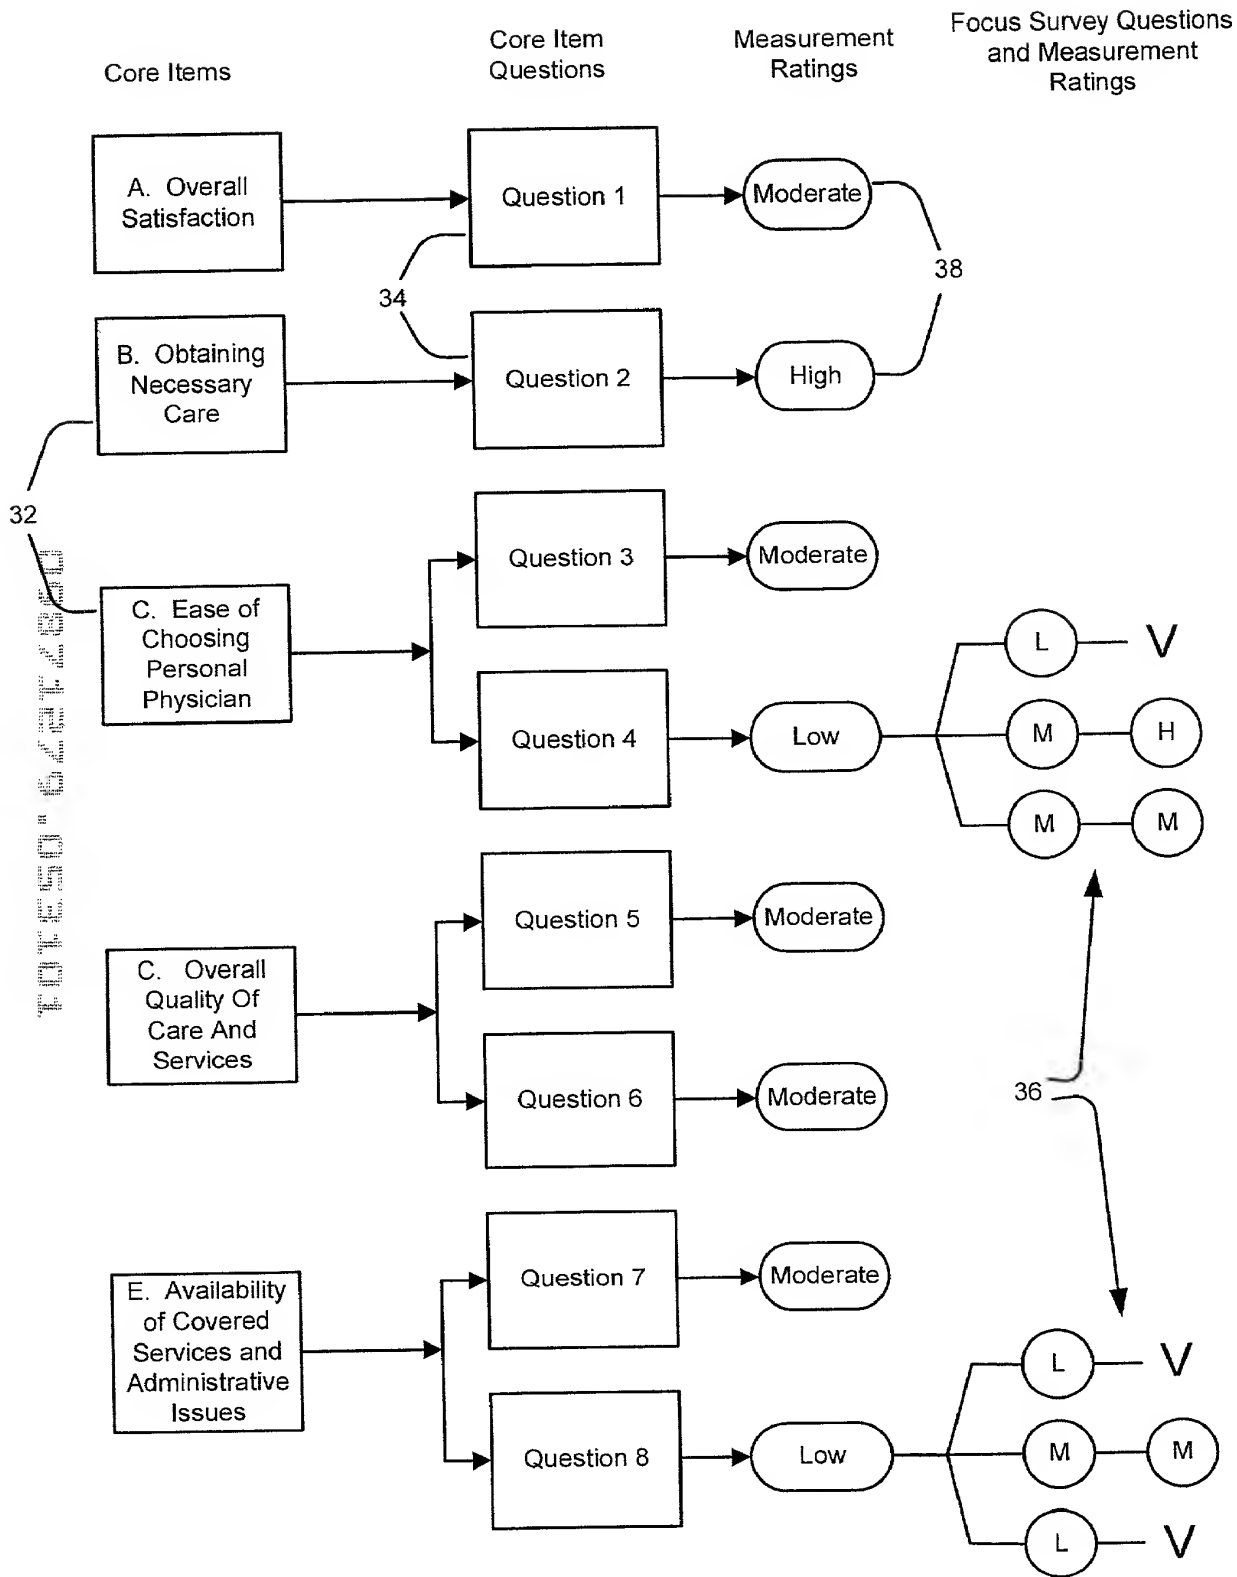 Core Items
Core Item
Questions
Measurement
Ratings
Focus Survey Questions
and Measurement
Ratings
A. Overall
Satisfaction
Question 1
Moderate
38
34
B. Obtaining
Necessary
Care
Question 2
High
32
Question 3
Moderate
C. Ease of
Choosing
Personal
Physician
L
V
Question 4
Low
M
H
M
M
Question 5
Moderate
C. Overall
Quality Of
Care And
Services
Question 6
Moderate
36
Question 7
Moderate
E. Availability
of Covered
Services and
Administrative
Issues
L
V
Question 8
Low
M
M
L
V